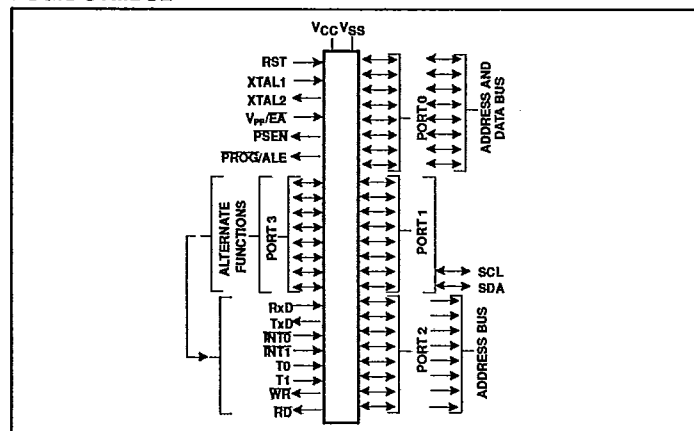 VCC VSS
RST
XTAL1
XTAL2
VPP/EA
PSEN
PROG/ALE
PORT 0
ADDRESS AND
DATA BUS
ALTERNATE
FUNCTIONS
PORT 3
PORT 1
SCL
SDA
RxD
TxD
INT0
INT1
T0
T1
WR
RD
PORT 2
ADDRESS BUS